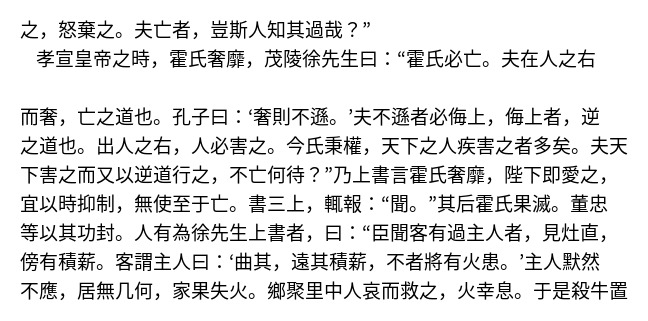 之，怒棄之。夫亡者，豈斯人知其過哉？”
孝宣皇帝之時，霍氏奢靡，茂陵徐先生曰：“霍氏必亡。夫在人之右
而奢，亡之道也。孔子曰：‘奢則不遜。’夫不遜者必侮上，侮上者，逆
之道也。出人之右，人必害之。今氏秉權，天下之人疾害之者多矣。夫天
下害之而又以逆道行之，不亡何待？”乃上書言霍氏奢靡，陛下即愛之，
宜以時抑制，無使至于亡。書三上，輒報：“聞。”其后霍氏果滅。董忠
等以其功封。人有為徐先生上書者，曰：“臣聞客有過主人者，見灶直，
傍有積薪。客謂主人曰：‘曲其，遠其積薪，不者將有火患。’主人默然
不應，居無几何，家果失火。鄉聚里中人哀而救之，火幸息。于是殺牛置